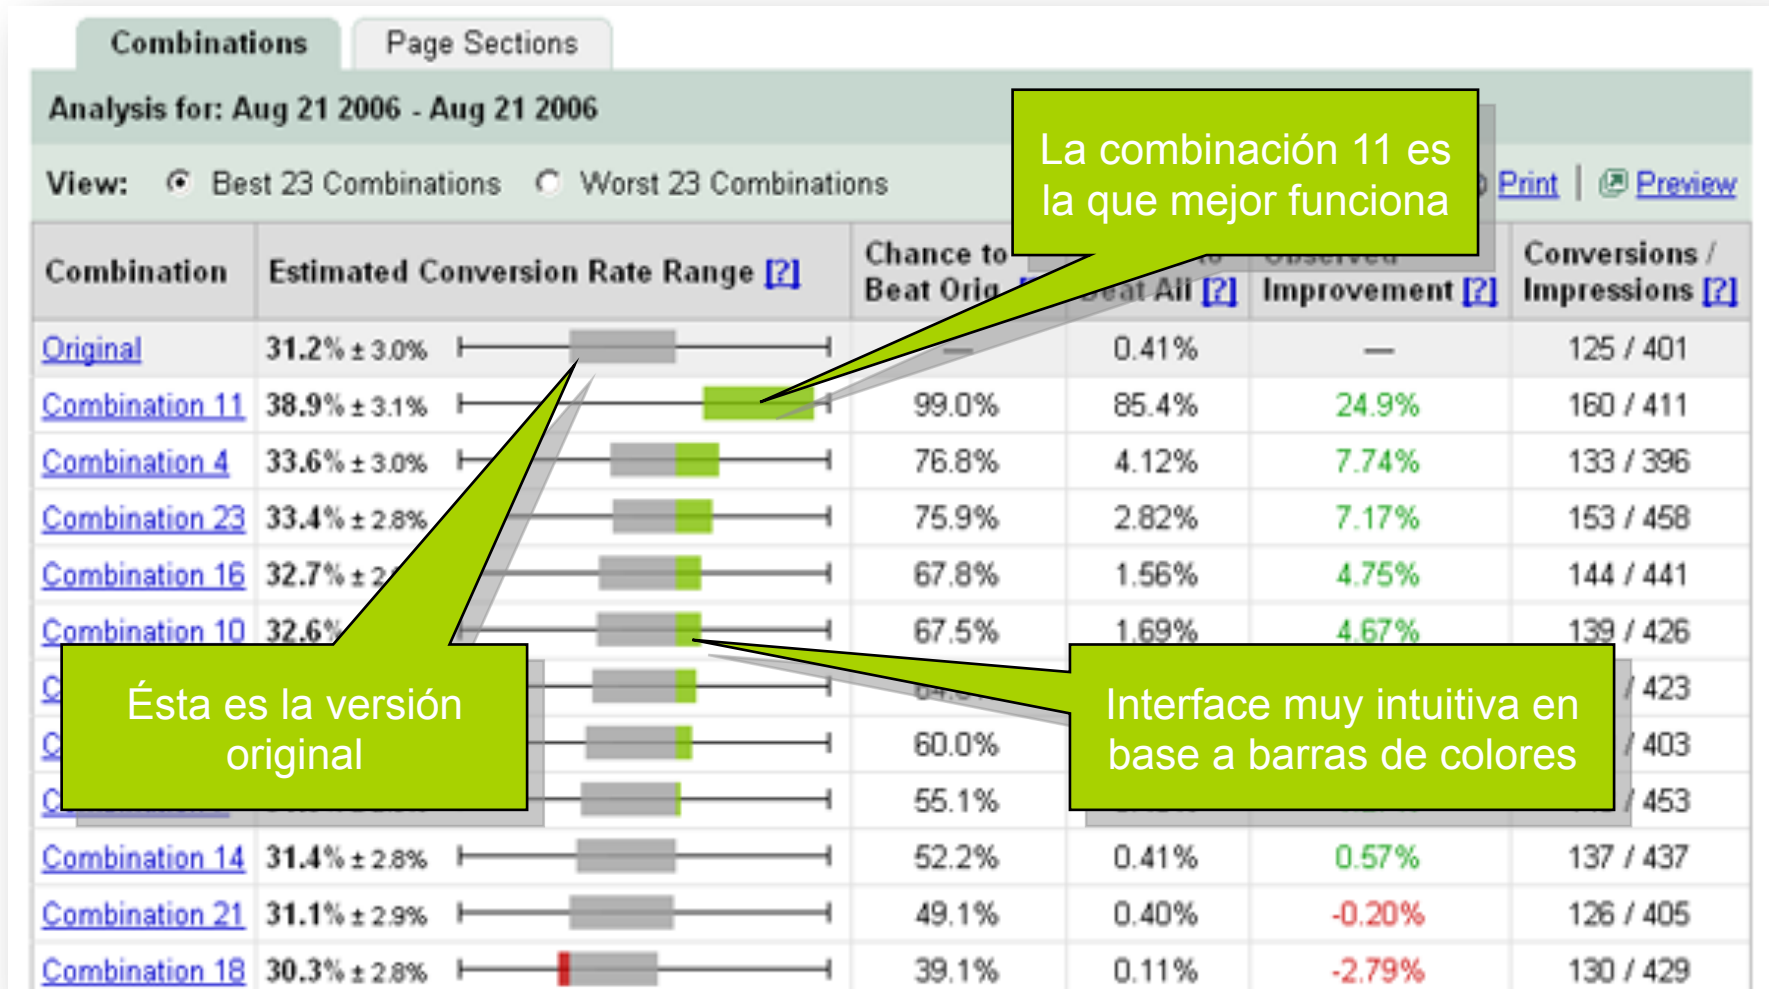 Combinations Page Sections
Analysis for: Aug 21 2006 - Aug 21 2006
View: Best 23 Combinations Worst 23 Combinations Print | Preview
La combinación 11 es
la que mejor funciona
Combination Estimated Conversion Rate Range [?] Chance to Beat Orig. Beat All [?] Observed Improvement [?] Conversions / Impressions [?]
Original 31.2% ± 3.0% — 0.41% — 125 / 401
Combination 11 38.9% ± 3.1% 99.0% 85.4% 24.9% 160 / 411
Combination 4 33.6% ± 3.0% 76.8% 4.12% 7.74% 133 / 396
Combination 23 33.4% ± 2.8% 75.9% 2.82% 7.17% 153 / 458
Combination 16 32.7% ± 67.8% 1.56% 4.75% 144 / 441
Combination 10 32.6% 67.5% 1.69% 4.67% 139 / 426
/ 423
60.0% / 403
55.1% / 453
Ésta es la versión
original
Interface muy intuitiva en
base a barras de colores
Combination 14 31.4% ± 2.8% 52.2% 0.41% 0.57% 137 / 437
Combination 21 31.1% ± 2.9% 49.1% 0.40% -0.20% 126 / 405
Combination 18 30.3% ± 2.8% 39.1% 0.11% -2.79% 130 / 429